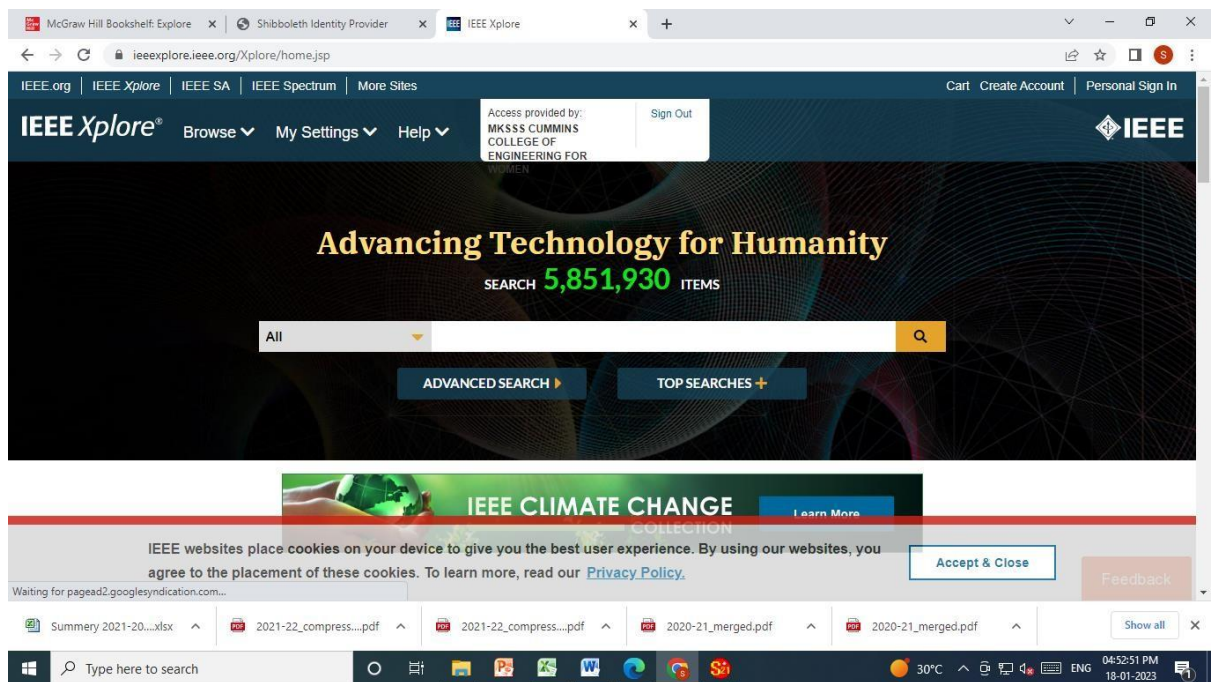 McGraw Hill Bookshelf: Explore
Shibboleth Identity Provider
IEEE IEEE Xplore
ieeexplore.ieee.org/Xplore/home.jsp
S
IEEE.org | IEEE Xplore | IEEE SA | IEEE Spectrum | More Sites
Cart Create Account | Personal Sign In
IEEE Xplore®
Browse My Settings Help
Access provided by:
MKSSS CUMMINS
COLLEGE OF
ENGINEERING FOR
WOMEN
Sign Out
IEEE
Advancing Technology for Humanity
SEARCH 5,851,930 ITEMS
All
ADVANCED SEARCH
TOP SEARCHES
IEEE CLIMATE CHANGE
COLLECTION
Learn More
IEEE websites place cookies on your device to give you the best user experience. By using our websites, you
agree to the placement of these cookies. To learn more, read our Privacy Policy.
Accept & Close
Feedback
Waiting for pagead2.googlesyndication.com...
Summery 2021-20....xlsx
2021-22_compress....pdf
2021-22_compress....pdf
2020-21_merged.pdf
2020-21_merged.pdf
Show all
Type here to search
30°C
ENG
04:52:51 PM
18-01-2023
1